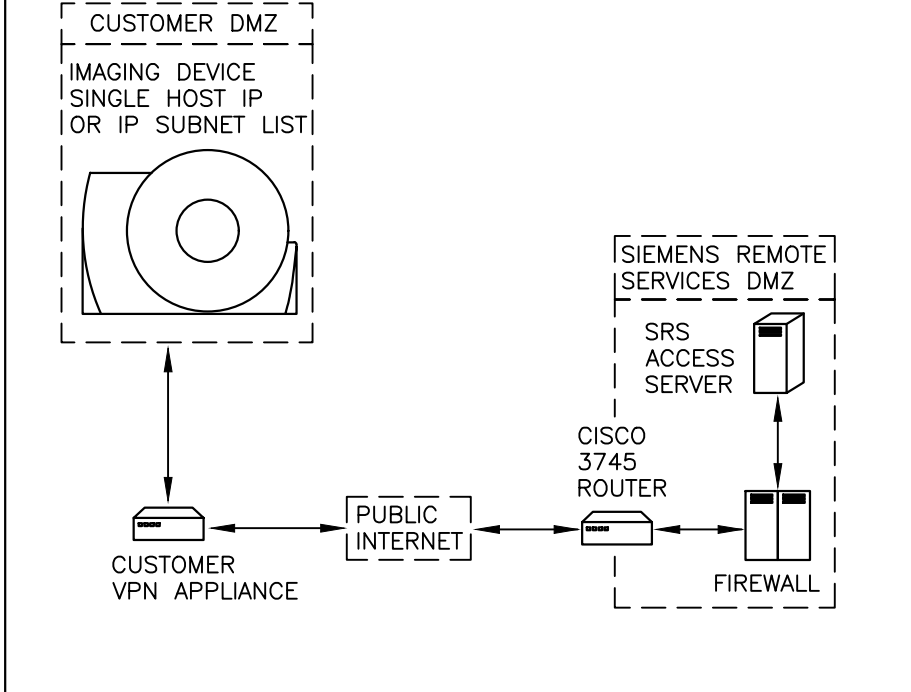 CUSTOMER DMZ
IMAGING DEVICE
SINGLE HOST IP
OR IP SUBNET LIST
SIEMENS REMOTE
SERVICES DMZ
SRS
ACCESS
SERVER
CISCO
3745
ROUTER
PUBLIC
INTERNET
CUSTOMER
VPN APPLIANCE
FIREWALL